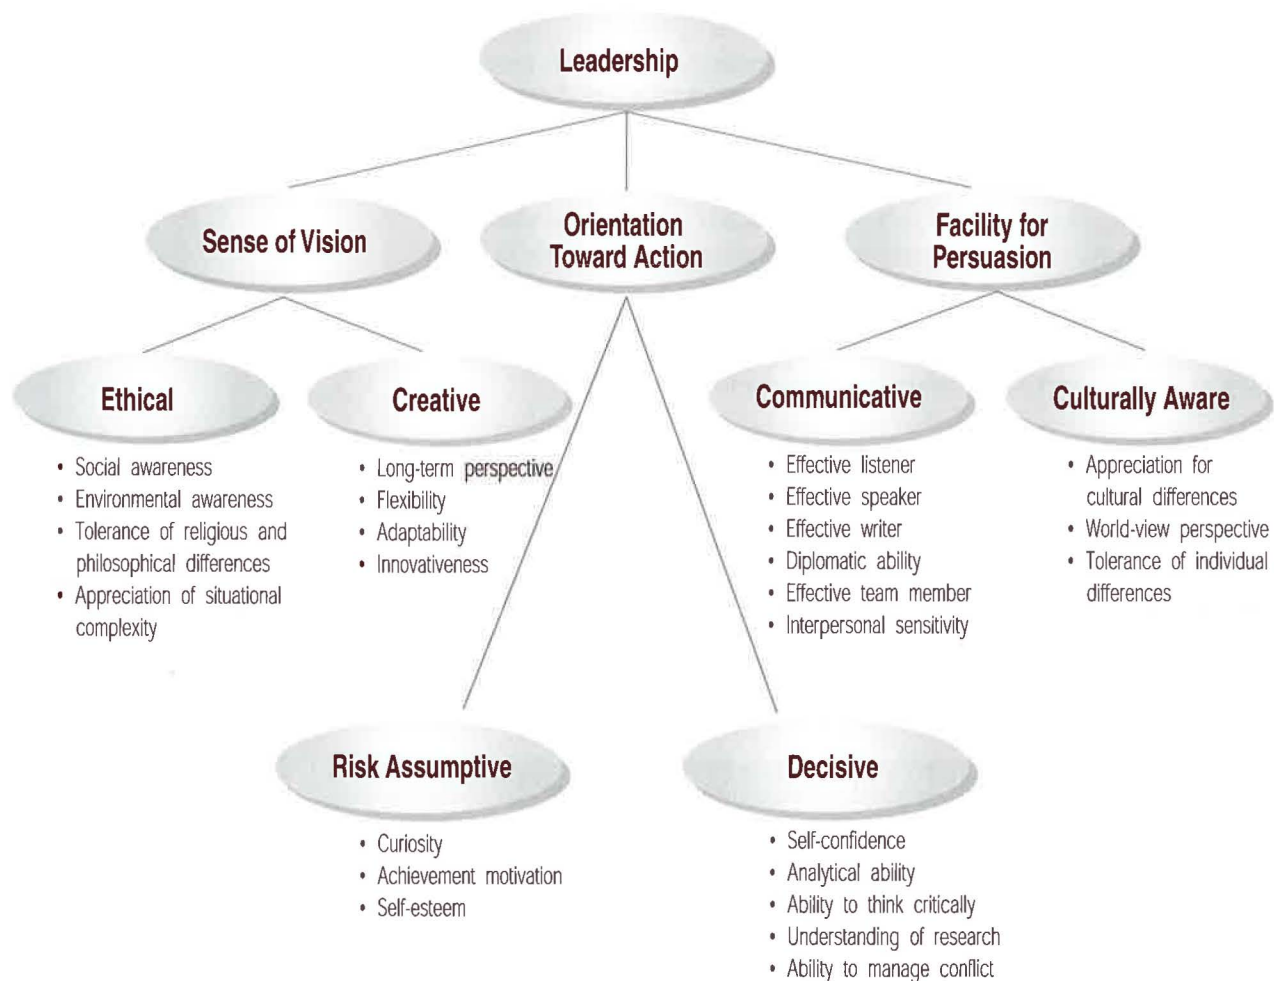 Leadership
Sense of Vision
Orientation
Toward Action
Facility for
Persuasion
Ethical
• Social awareness
• Environmental awareness
• Tolerance of religious and
philosophical differences
• Appreciation of situational
complexity
Creative
• Long-term perspective
• Flexibility
• Adaptability
• Innovativeness
Communicative
• Effective listener
• Effective speaker
• Effective writer
• Diplomatic ability
• Effective team member
• Interpersonal sensitivity
Culturally Aware
• Appreciation for
cultural differences
• World-view perspective
• Tolerance of individual
differences
Risk Assumptive
• Curiosity
• Achievement motivation
• Self-esteem
Decisive
• Self-confidence
• Analytical ability
• Ability to think critically
• Understanding of research
• Ability to manage conflict